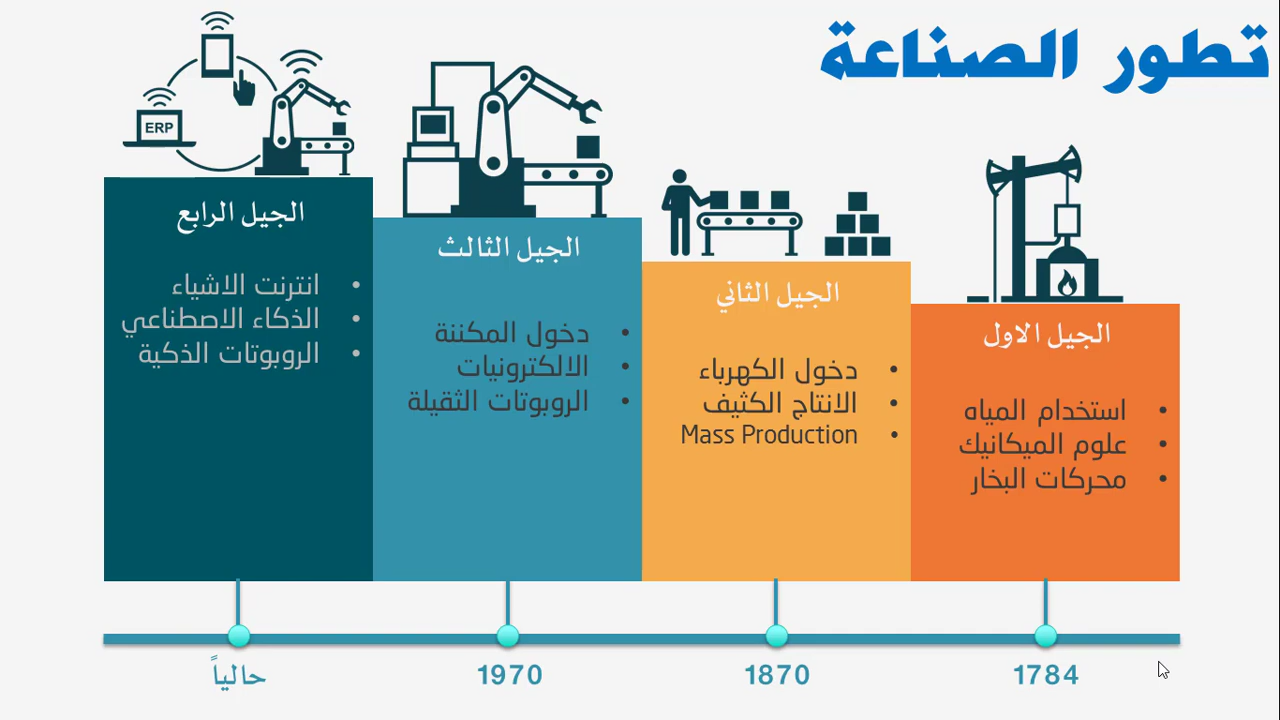 تطور الصناعة
الجيل الاول
استخدام المياه
علوم الميكانيك
محركات البخار
1784
الجيل الثاني
دخول الكهرباء
الانتاج الكثيف
Mass Production
1870
الجيل الثالث
دخول المكننة
الالكترونيات
الروبوتات الثقيلة
1970
ERP
الجيل الرابع
انترنت الاشياء
الذكاء الاصطناعي
الروبوتات الذكية
حالياً